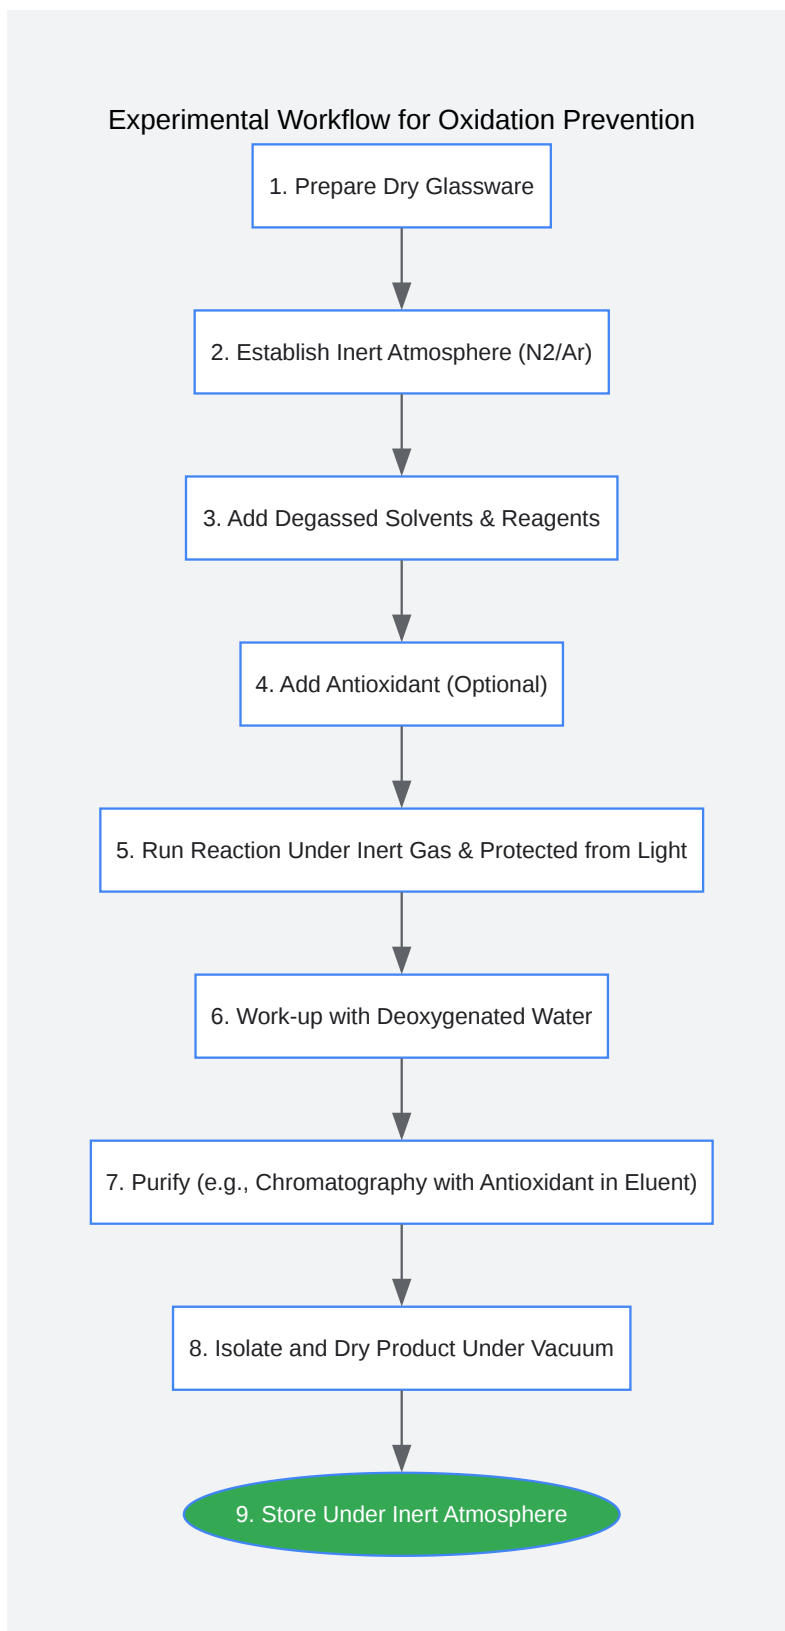 Experimental Workflow for Oxidation Prevention
1. Prepare Dry Glassware
2. Establish Inert Atmosphere (N2/Ar)
3. Add Degassed Solvents & Reagents
4. Add Antioxidant (Optional)
5. Run Reaction Under Inert Gas & Protected from Light
6. Work-up with Deoxygenated Water
7. Purify (e.g., Chromatography with Antioxidant in Eluent)
8. Isolate and Dry Product Under Vacuum
9. Store Under Inert Atmosphere